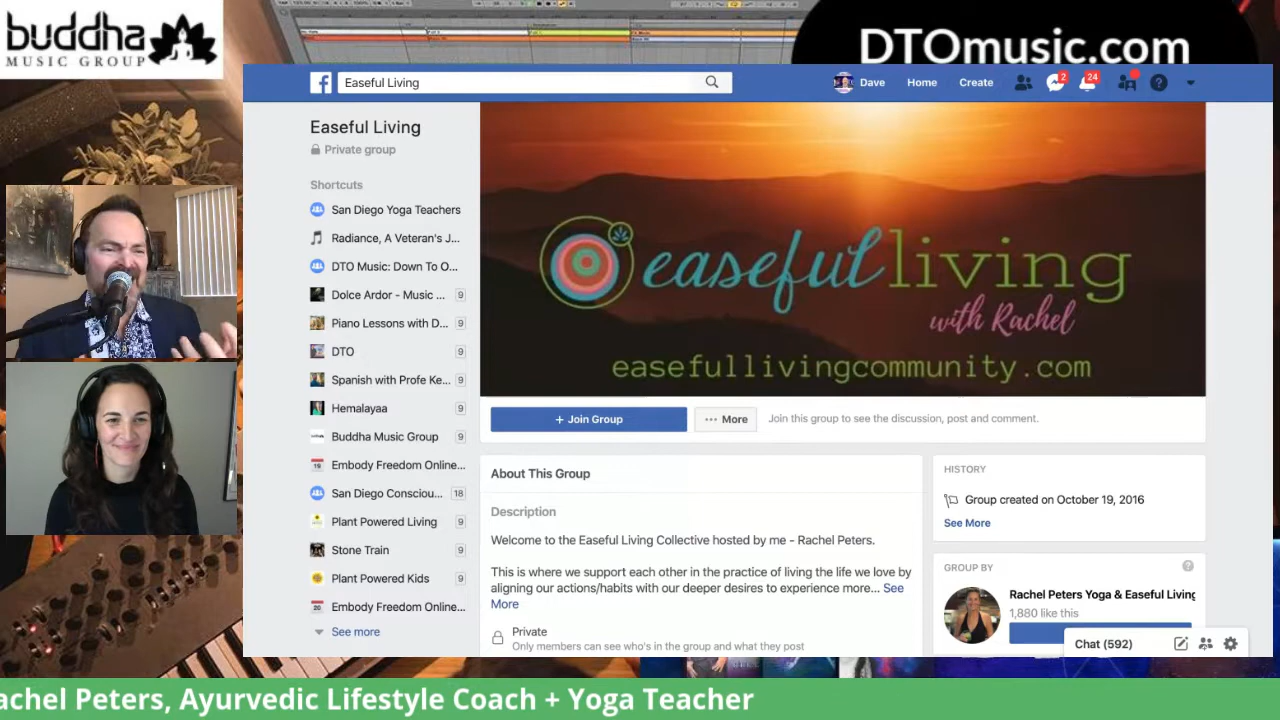 buddha
MUSIC GROUP
DTOmusic.com
Easeful Living
Dave
Home
Create
2
24
Easeful Living
Private group
Shortcuts
San Diego Yoga Teachers
Radiance, A Veteran's J...
DTO Music: Down To O...
Dolce Ardor - Music ... 9
Piano Lessons with D... 9
DTO 9
Spanish with Profe Ke... 9
Hemalayaa 9
Buddha Music Group 9
Embody Freedom Online...
San Diego Consciou... 18
Plant Powered Living 9
Stone Train 9
Plant Powered Kids 9
Embody Freedom Online...
See more
easeful living
with Rachel
easefullivingcommunity.com
+ Join Group
... More
Join this group to see the discussion, post and comment.
About This Group
Description
Welcome to the Easeful Living Collective hosted by me - Rachel Peters.
This is where we support each other in the practice of living the life we love by
aligning our actions/habits with our deeper desires to experience more... See
More
Private
Only members can see who's in the group and what they post
HISTORY
Group created on October 19, 2016
See More
GROUP BY
Rachel Peters Yoga & Easeful Living
1,880 like this
Chat (592)
achel Peters, Ayurvedic Lifestyle Coach + Yoga Teacher